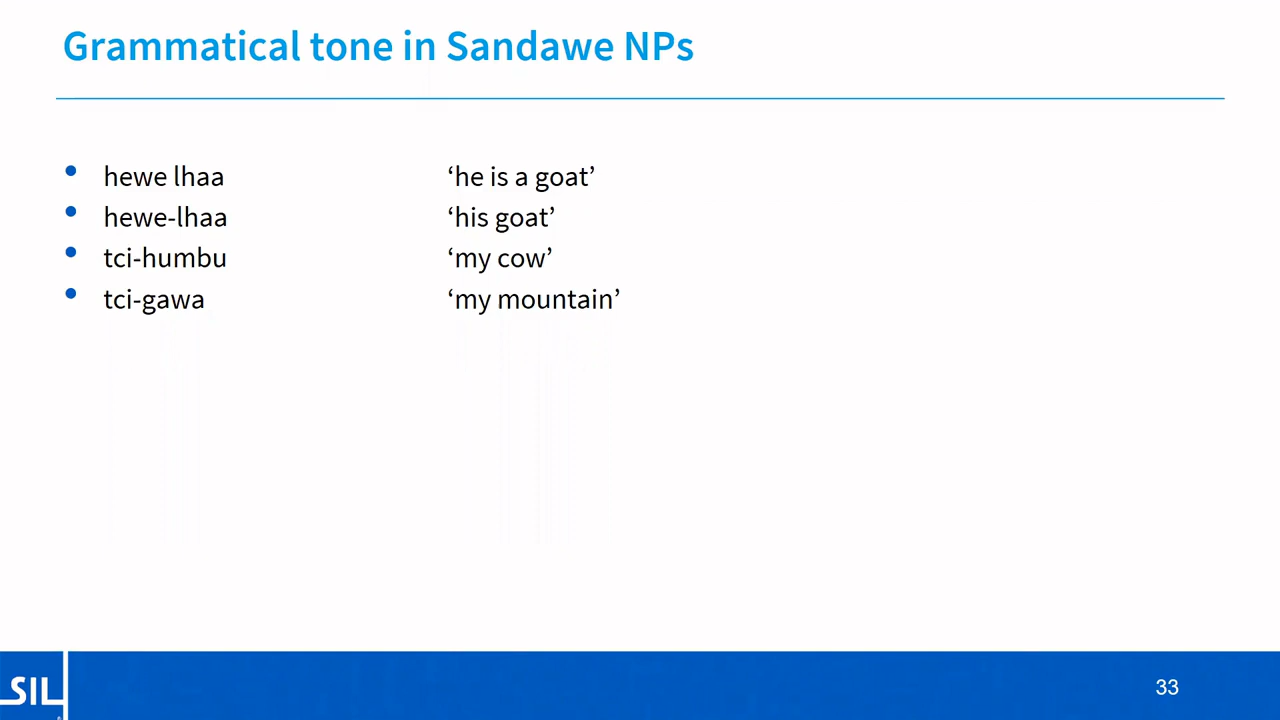 Grammatical tone in Sandawe NPs
• hewe lhaa ‘he is a goat’
• hewe-lhaa ‘his goat’
• tci-humbu ‘my cow’
• tci-gawa ‘my mountain’
SIL 33